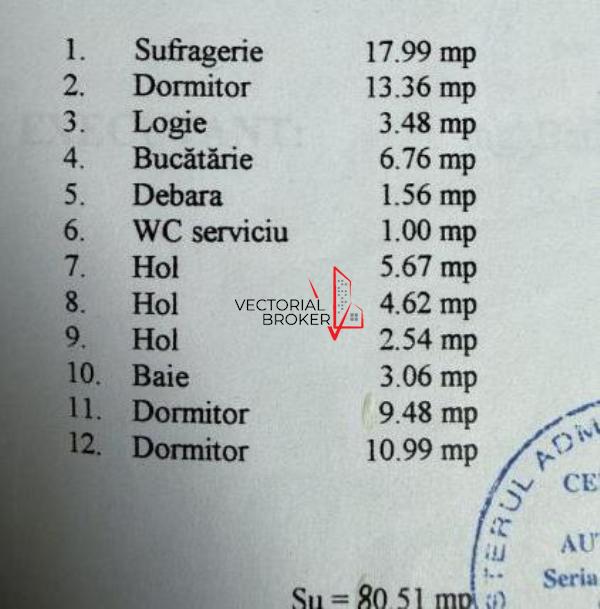 1. Sufragerie 17.99 mp
2. Dormitor 13.36 mp
3. Logie 3.48 mp
4. Bucătărie 6.76 mp
5. Debara 1.56 mp
6. WC serviciu 1.00 mp
7. Hol 5.67 mp
8. Hol 4.62 mp
VECTORIAL
BROKER
9. Hol 2.54 mp
10. Baie 3.06 mp
11. Dormitor 9.48 mp
12. Dormitor 10.99 mp
Su = 80.51 mp
Seria